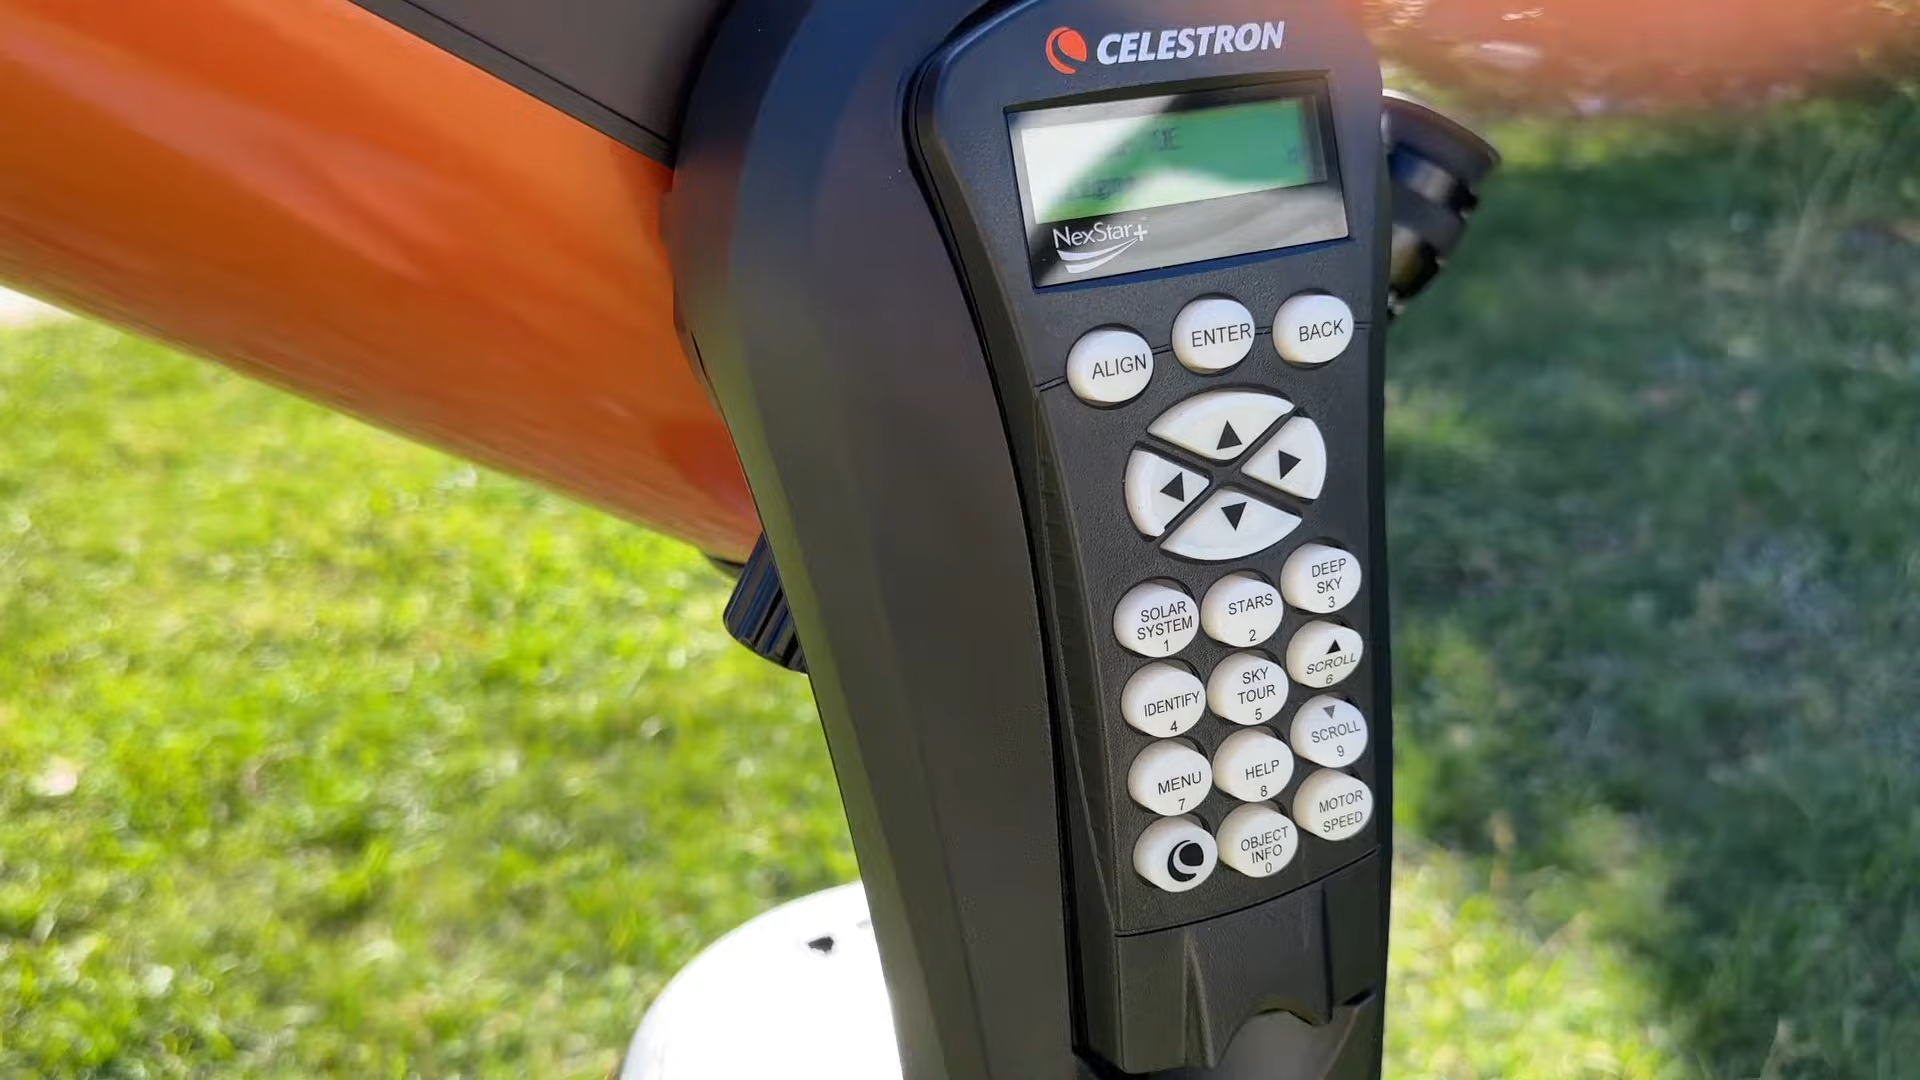 CELESTRON
SE
NexStar+
ALIGN
ENTER
BACK
SOLAR
SYSTEM
1
STARS
2
DEEP
SKY
3
IDENTIFY
4
SKY
TOUR
5
SCROLL
6
MENU
7
HELP
8
SCROLL
9
OBJECT
INFO
0
MOTOR
SPEED